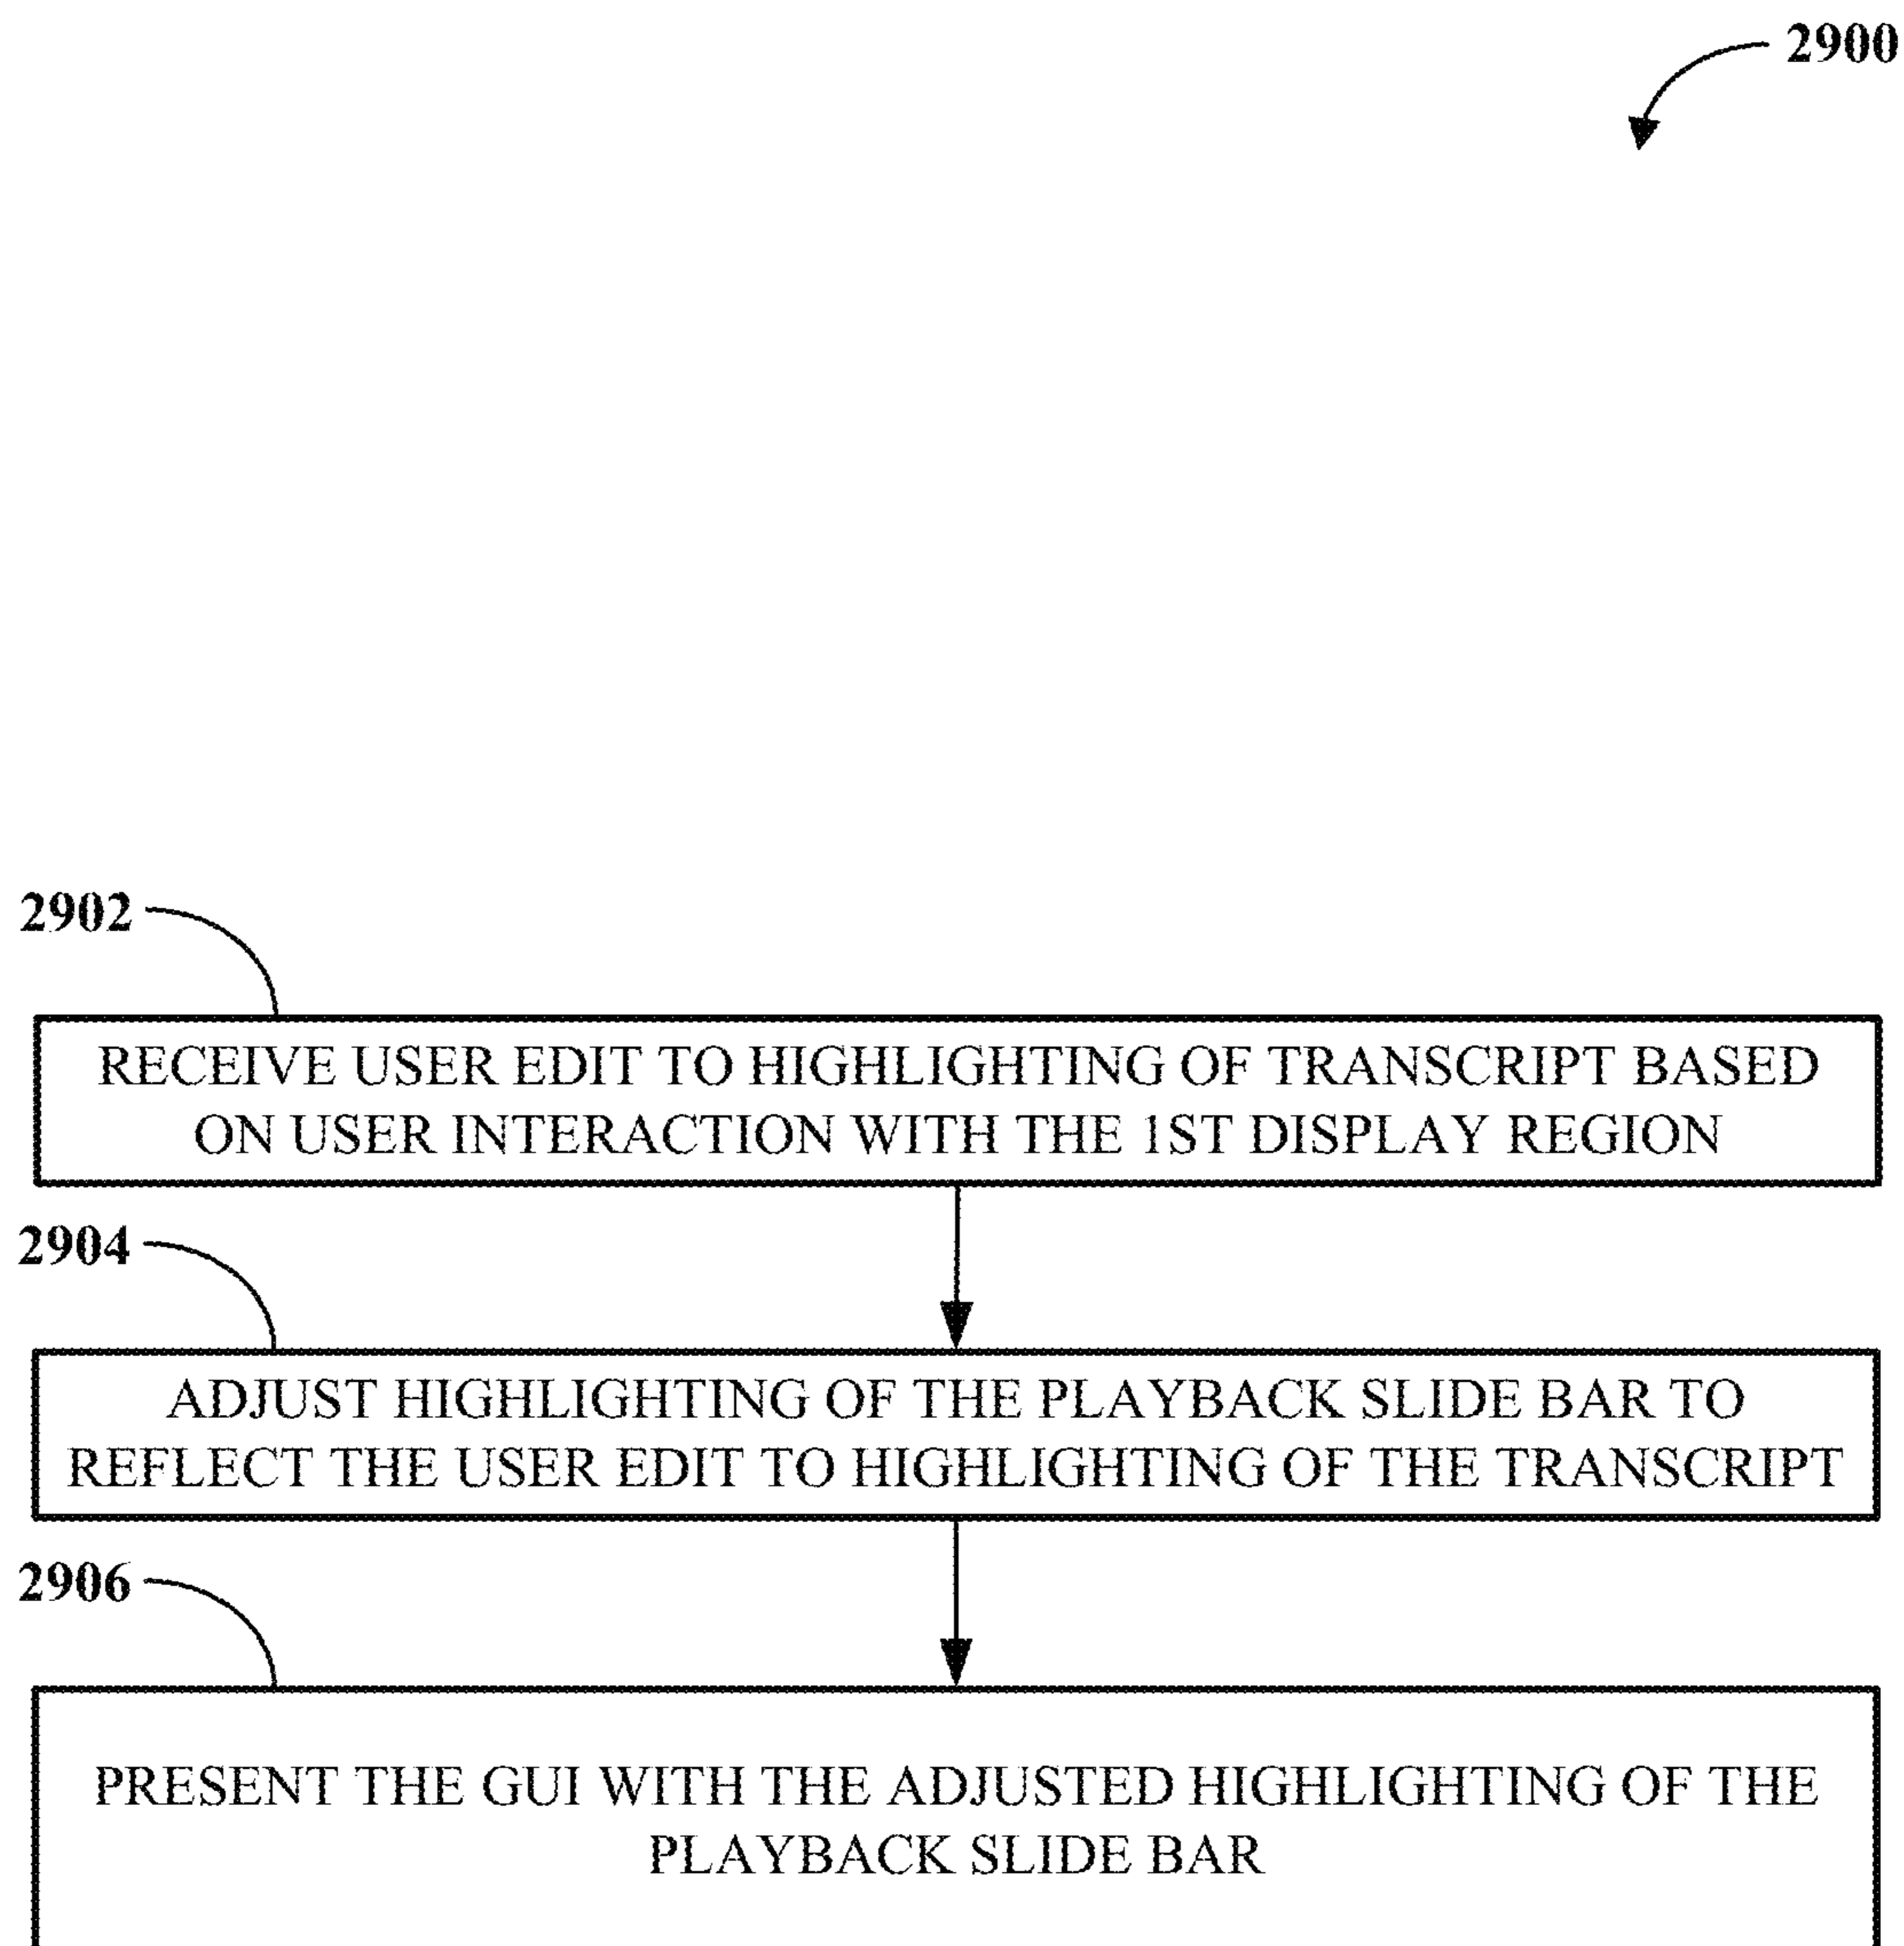 2900
2902
RECEIVE USER EDIT TO HIGHLIGHTING OF TRANSCRIPT BASED
ON USER INTERACTION WITH THE 1ST DISPLAY REGION
2904
ADJUST HIGHLIGHTING OF THE PLAYBACK SLIDE BAR TO
REFLECT THE USER EDIT TO HIGHLIGHTING OF THE TRANSCRIPT
2906
PRESENT THE GUI WITH THE ADJUSTED HIGHLIGHTING OF THE
PLAYBACK SLIDE BAR